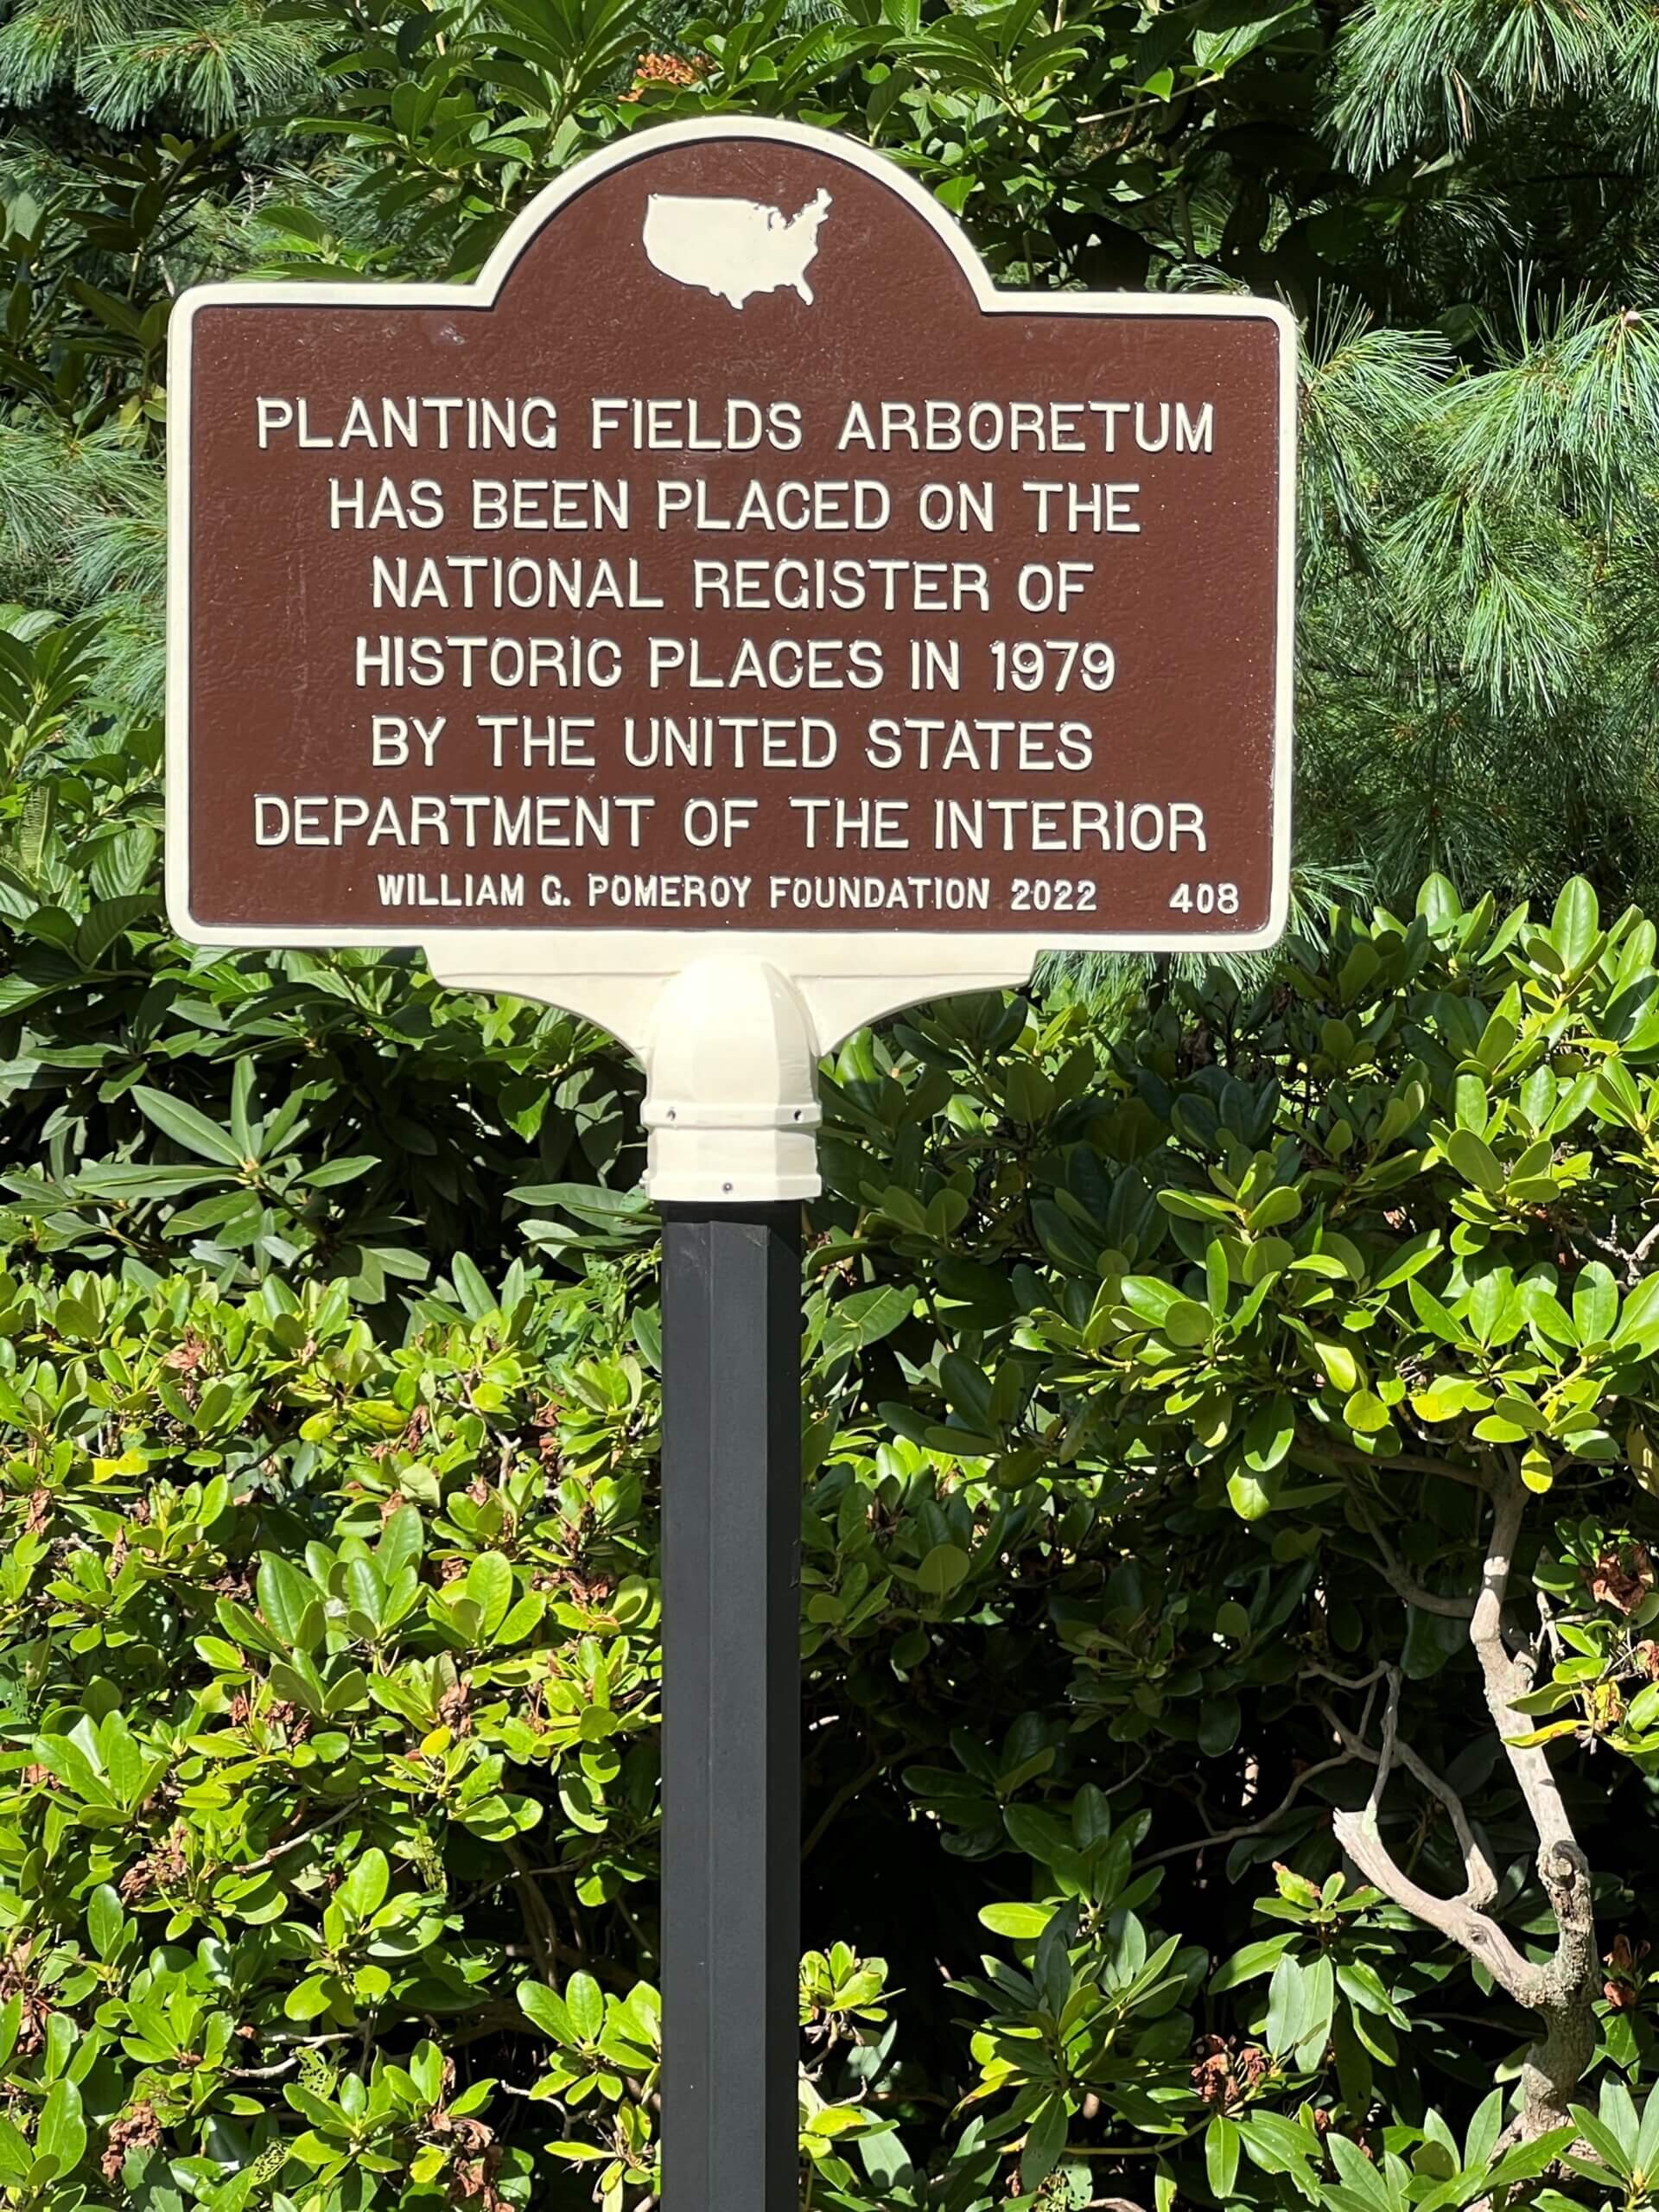 PLANTING FIELDS ARBORETUM
HAS BEEN PLACED ON THE
NATIONAL REGISTER OF
HISTORIC PLACES IN 1979
BY THE UNITED STATES
DEPARTMENT OF THE INTERIOR
WILLIAM G. POMEROY FOUNDATION 2022 408